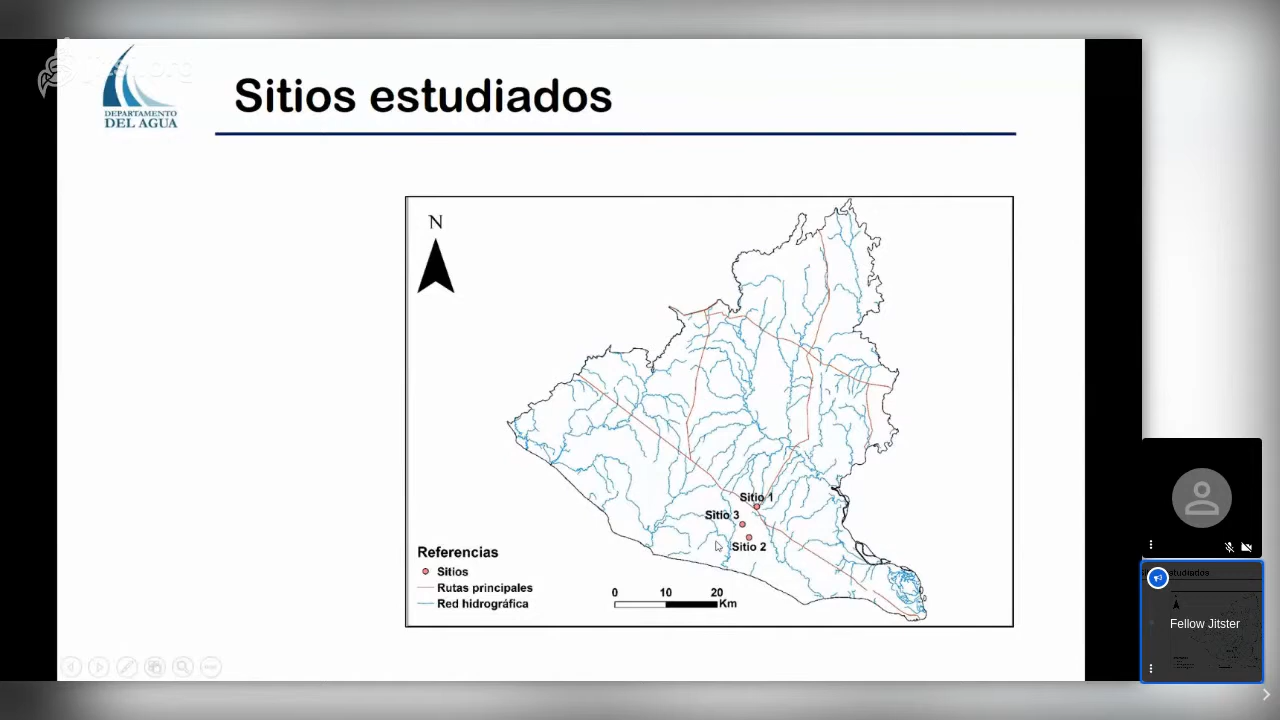 DEPARTAMENTO
DEL AGUA
Sitios estudiados
N
Sitio 1
Sitio 3
Sitio 2
Referencias
Sitios
Rutas principales
Red hidrográfica
0 10 20
Km
Fellow Jitster